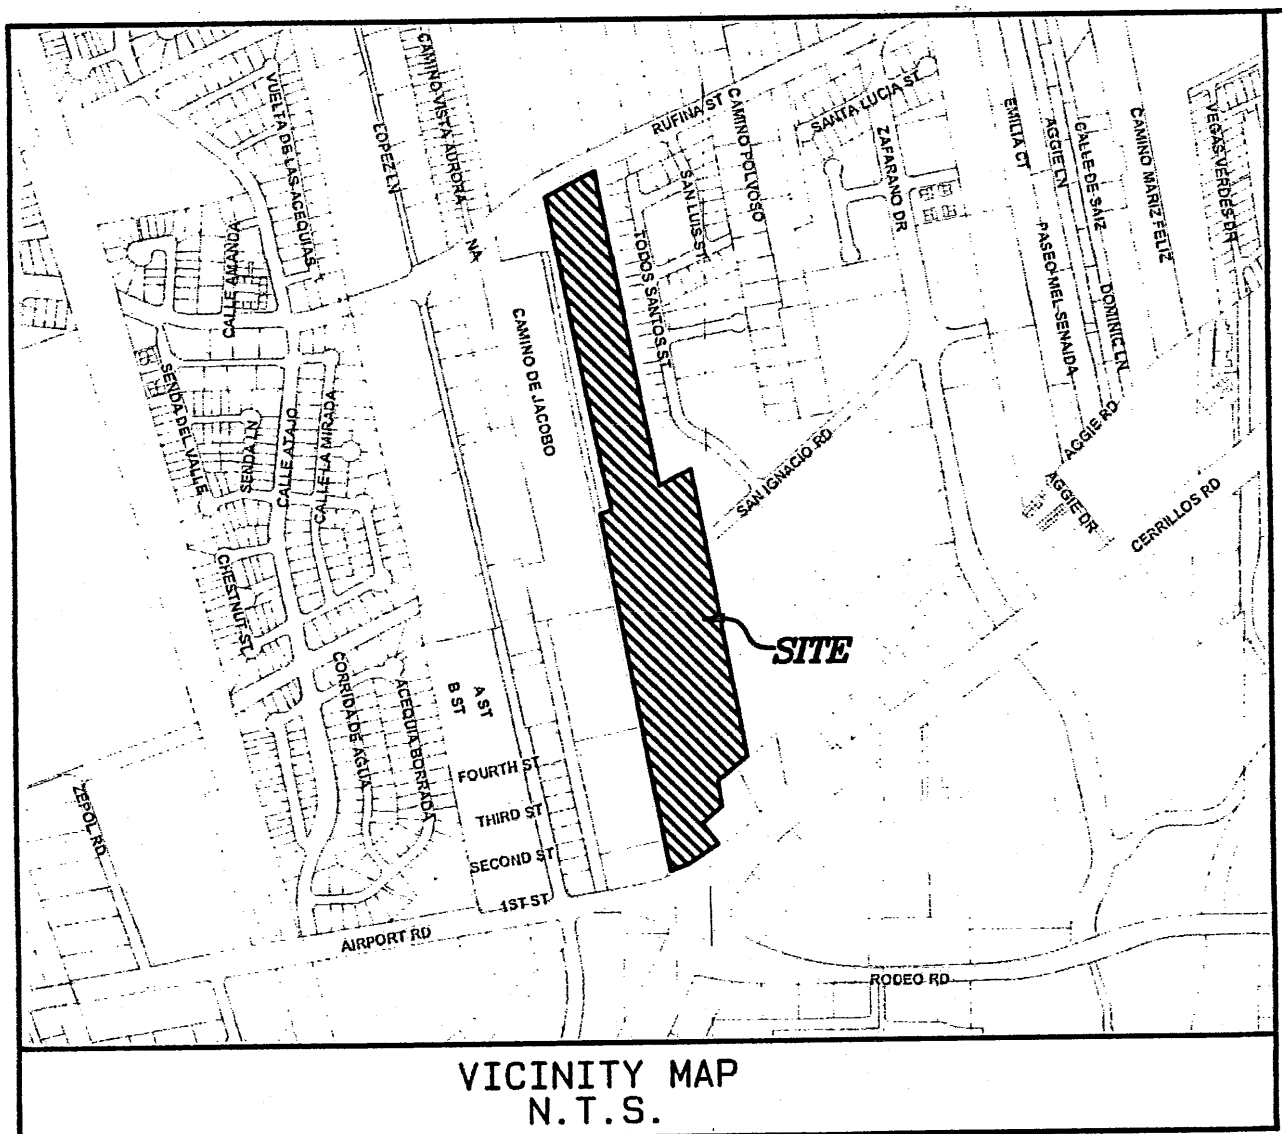 CAMINO VISTA AURORA
LOPEZ LN
VUELTA DE LAS ACEQUIAS
RUFINA ST
CAMINO POLVOSO
SANTA LUCIA ST
ZAFARANO DR
EMILIA CT
AGGIE LN
CALLE DE SAIZ
CAMINO MARIZ FELIZ
VEGAS VERDES DR
SAN LUIS ST
CALLE AMANDA
NA
TODOS SANTOS ST
PASEO MEL-SENAIDA
DOMINIC LN
CAMINO DE JACOBO
SENDA DEL VALLE
SENDA LN
CALLE ATAJO
CALLE LA MIRADA
SAN IGNACIO RD
AGGIE RD
AGGIE DR
CERRILLOS RD
CHESTNUT ST
SITE
CORRIDA DE AGUA
ACEQUIA BORRADA
A ST
B ST
FOURTH ST
ZEPOL RD
THIRD ST
SECOND ST
1ST ST
AIRPORT RD
RODEO RD
VICINITY MAP
N.T.S.